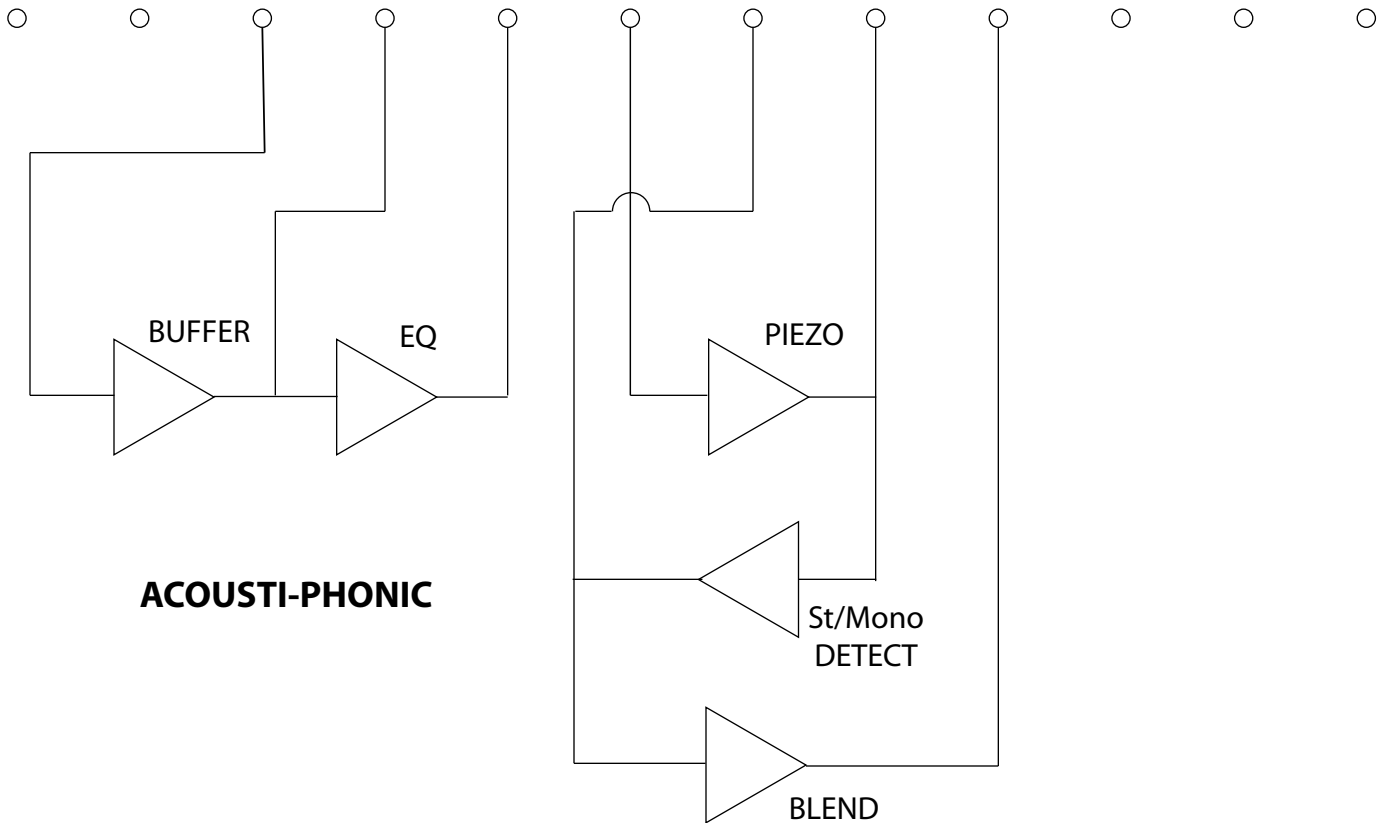 BUFFER
EQ
PIEZO
ACOUSTI-PHONIC
St/Mono
DETECT
BLEND